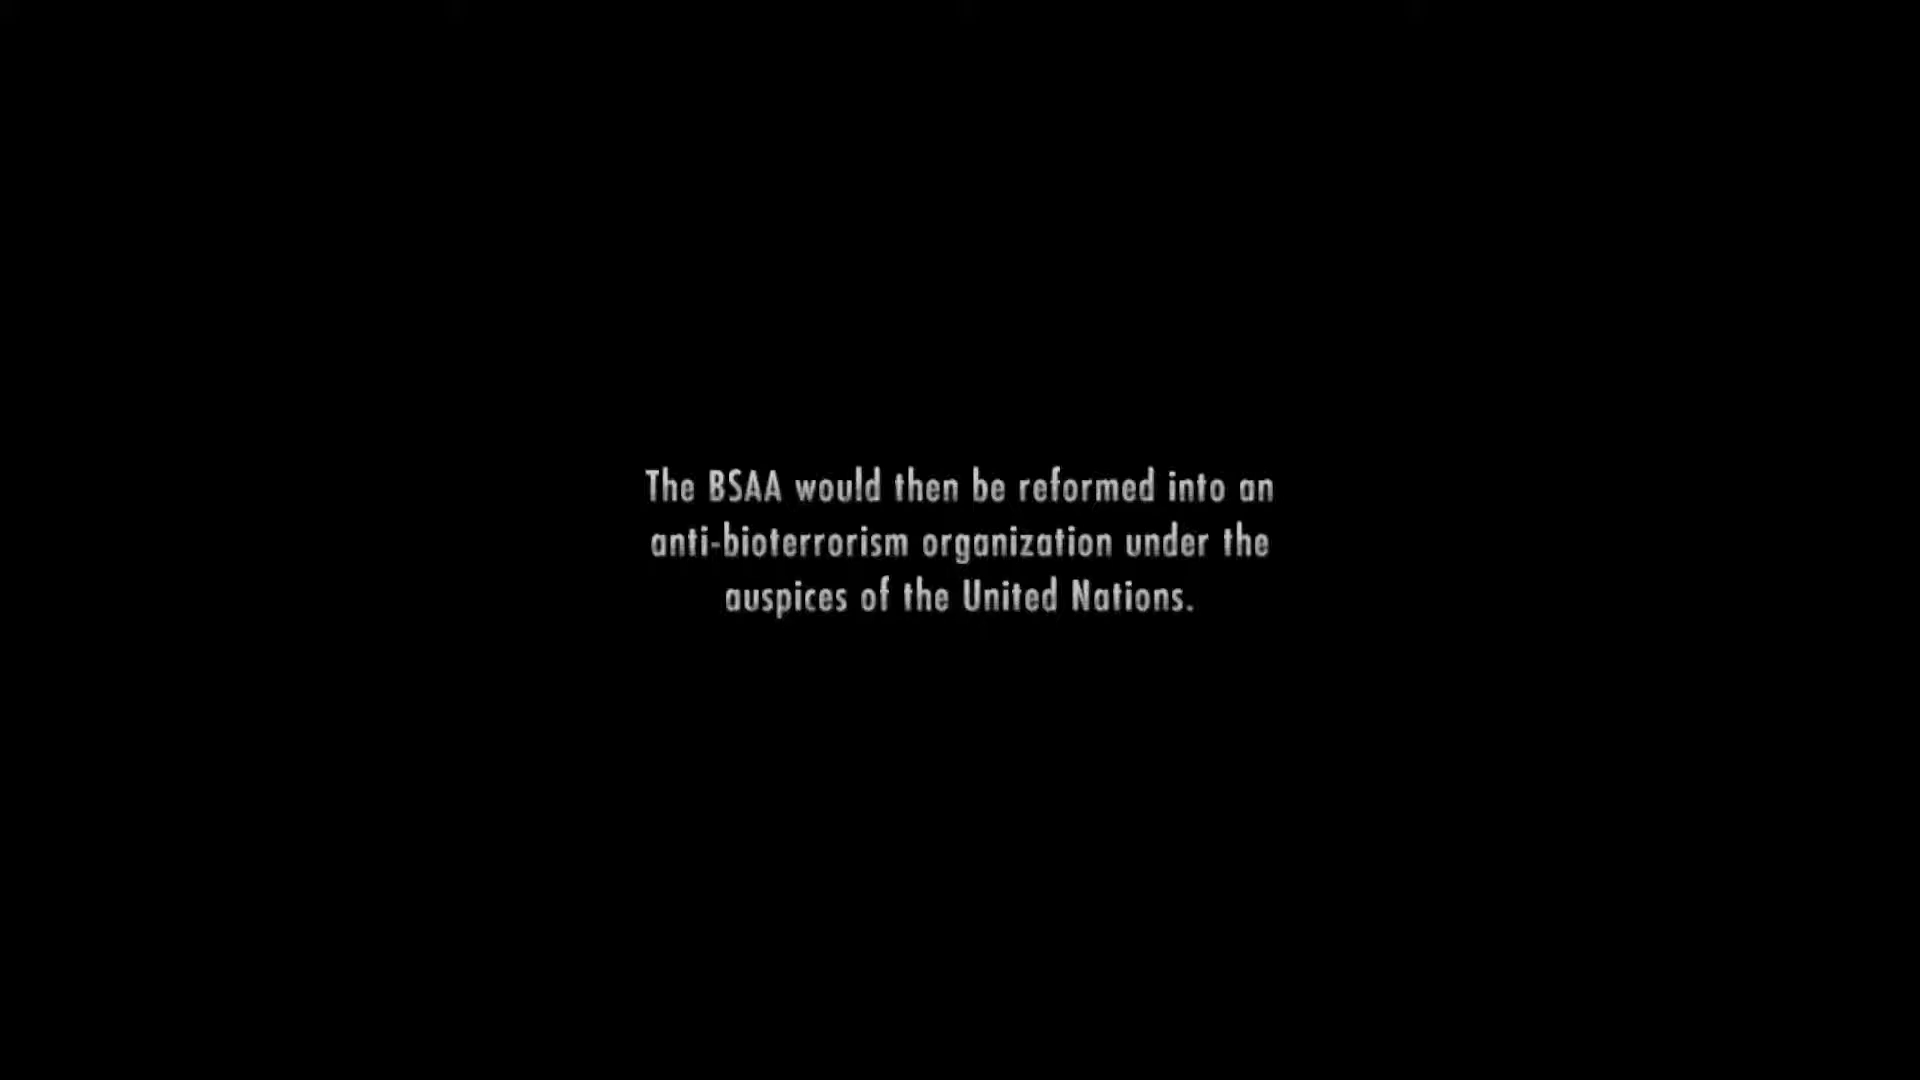 The BSAA would then be reformed into an
anti-bioterrorism organization under the
auspices of the United Nations.